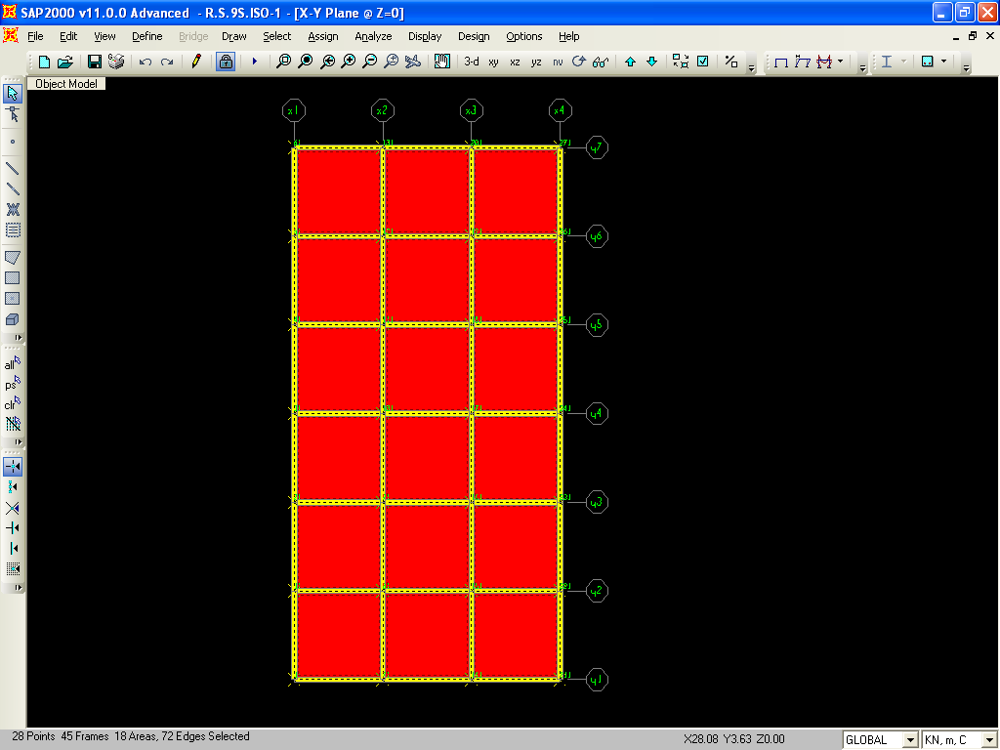 SAP2000 v11.0.0 Advanced - R.S.9S.ISO-1 - [X-Y Plane @ Z=0]
File Edit View Define Bridge Draw Select Assign Analyze Display Design Options Help
3-d xy xz yz nv
Object Model
x1 x2 x3 x4
y7
y6
y5
y4
y3
y2
y1
all
ps
clr
28 Points 45 Frames 18 Areas, 72 Edges Selected
X28.08 Y3.63 Z0.00
GLOBAL
KN, m, C